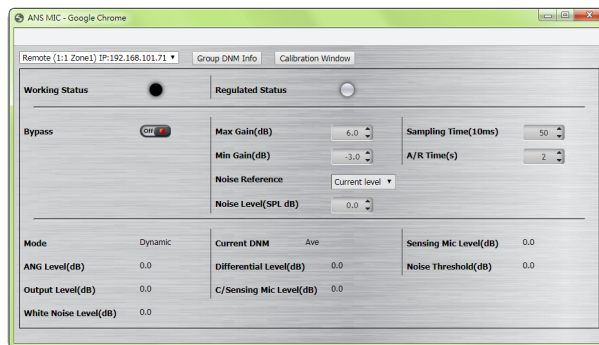 ANS MIC - Google Chrome
Remote (1:1 Zone1) IP:192.168.101.71 Group DNM Info Calibration Window
Working Status Regulated Status
Bypass Off Max Gain(dB) 6.0 Sampling Time(10ms) 50
Min Gain(dB) -3.0 A/R Time(s) 2
Noise Reference Current level
Noise Level(SPL dB) 0.0
Mode Dynamic Current DNM Ave Sensing Mic Level(dB) 0.0
ANG Level(dB) 0.0 Differential Level(dB) 0.0 Noise Threshold(dB) 0.0
Output Level(dB) 0.0 C/Sensing Mic Level(dB) 0.0
White Noise Level(dB) 0.0